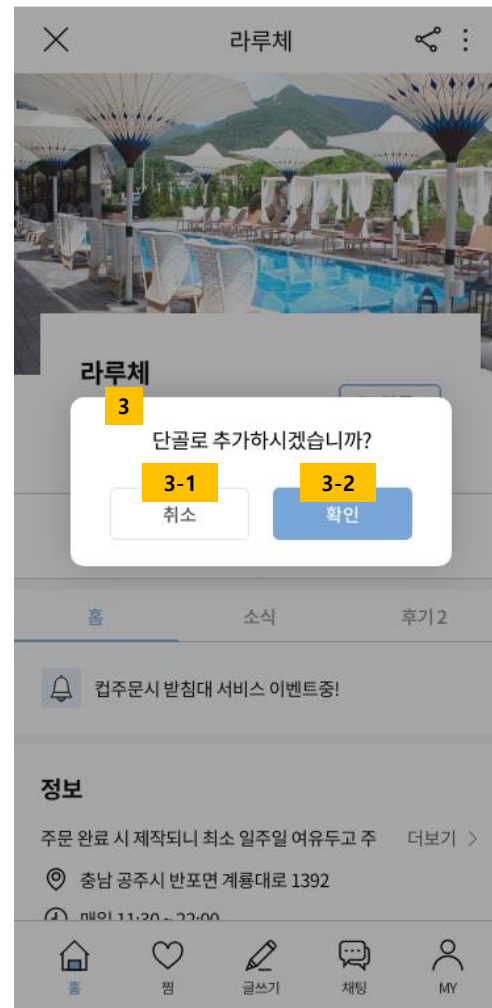 라루체
라루체
3
단골로 추가하시겠습니까?
3-1
3-2
취소
확인
홈
소식
후기 2
컵주문시 받침대 서비스 이벤트중!
정보
주문 완료 시 제작되니 최소 일주일 여유두고 주
더보기 >
충남 공주시 반포면 계룡대로 1392
매일 11:30 ~ 22:00
홈
찜
글쓰기
채팅
MY